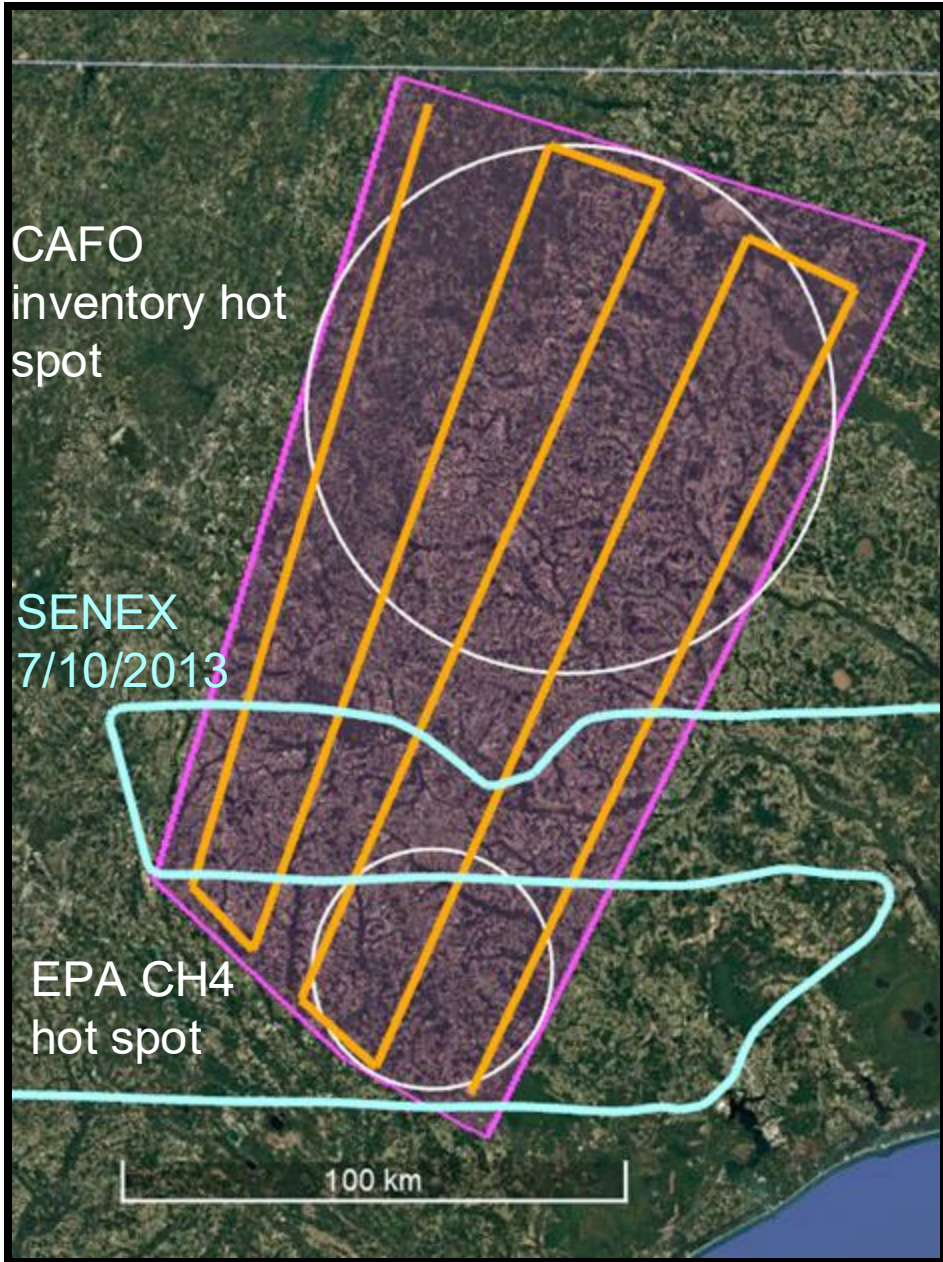 CAFO
inventory hot
spot
SENEX
7/10/2013
EPA CH4
hot spot
100 km